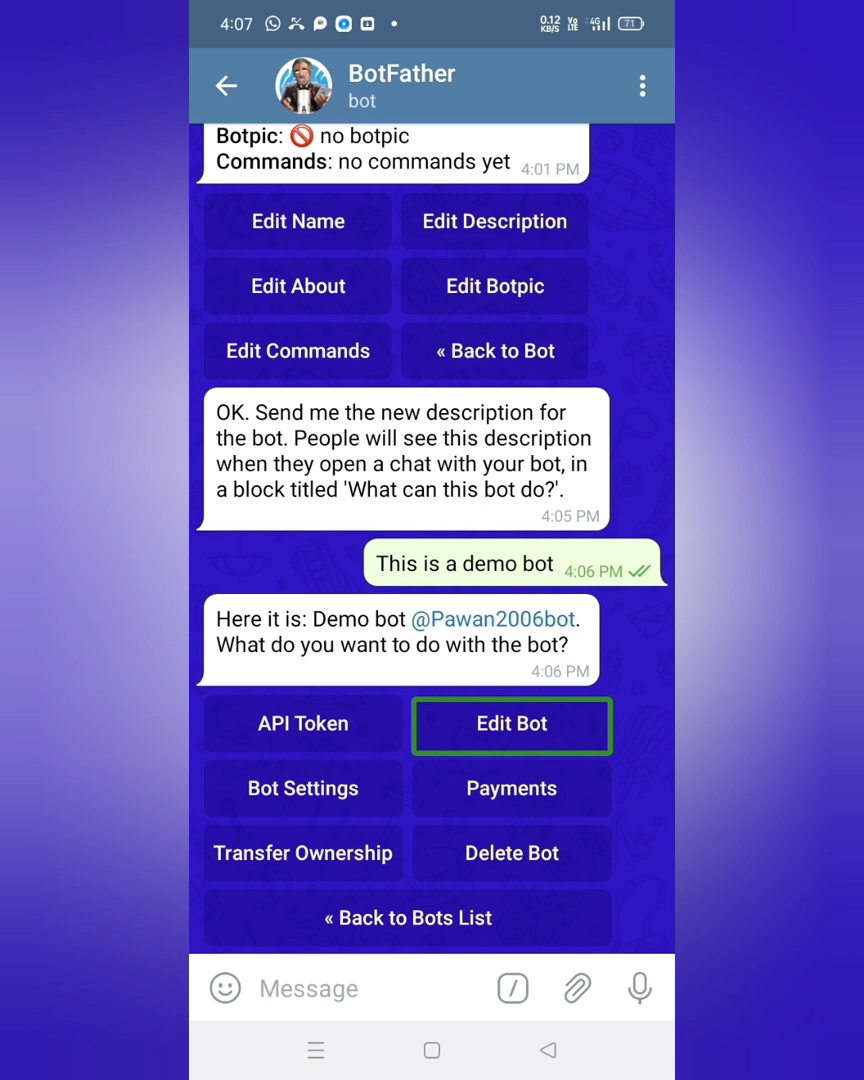 4:07
0.12 KB/S Vo LTE 4G 71
BotFather
bot
Botpic: 🚫 no botpic
Commands: no commands yet 4:01 PM
Edit Name Edit Description
Edit About Edit Botpic
Edit Commands « Back to Bot
OK. Send me the new description for
the bot. People will see this description
when they open a chat with your bot, in
a block titled 'What can this bot do?'.
4:05 PM
This is a demo bot 4:06 PM
Here it is: Demo bot @Pawan2006bot.
What do you want to do with the bot?
4:06 PM
API Token Edit Bot
Bot Settings Payments
Transfer Ownership Delete Bot
« Back to Bots List
Message